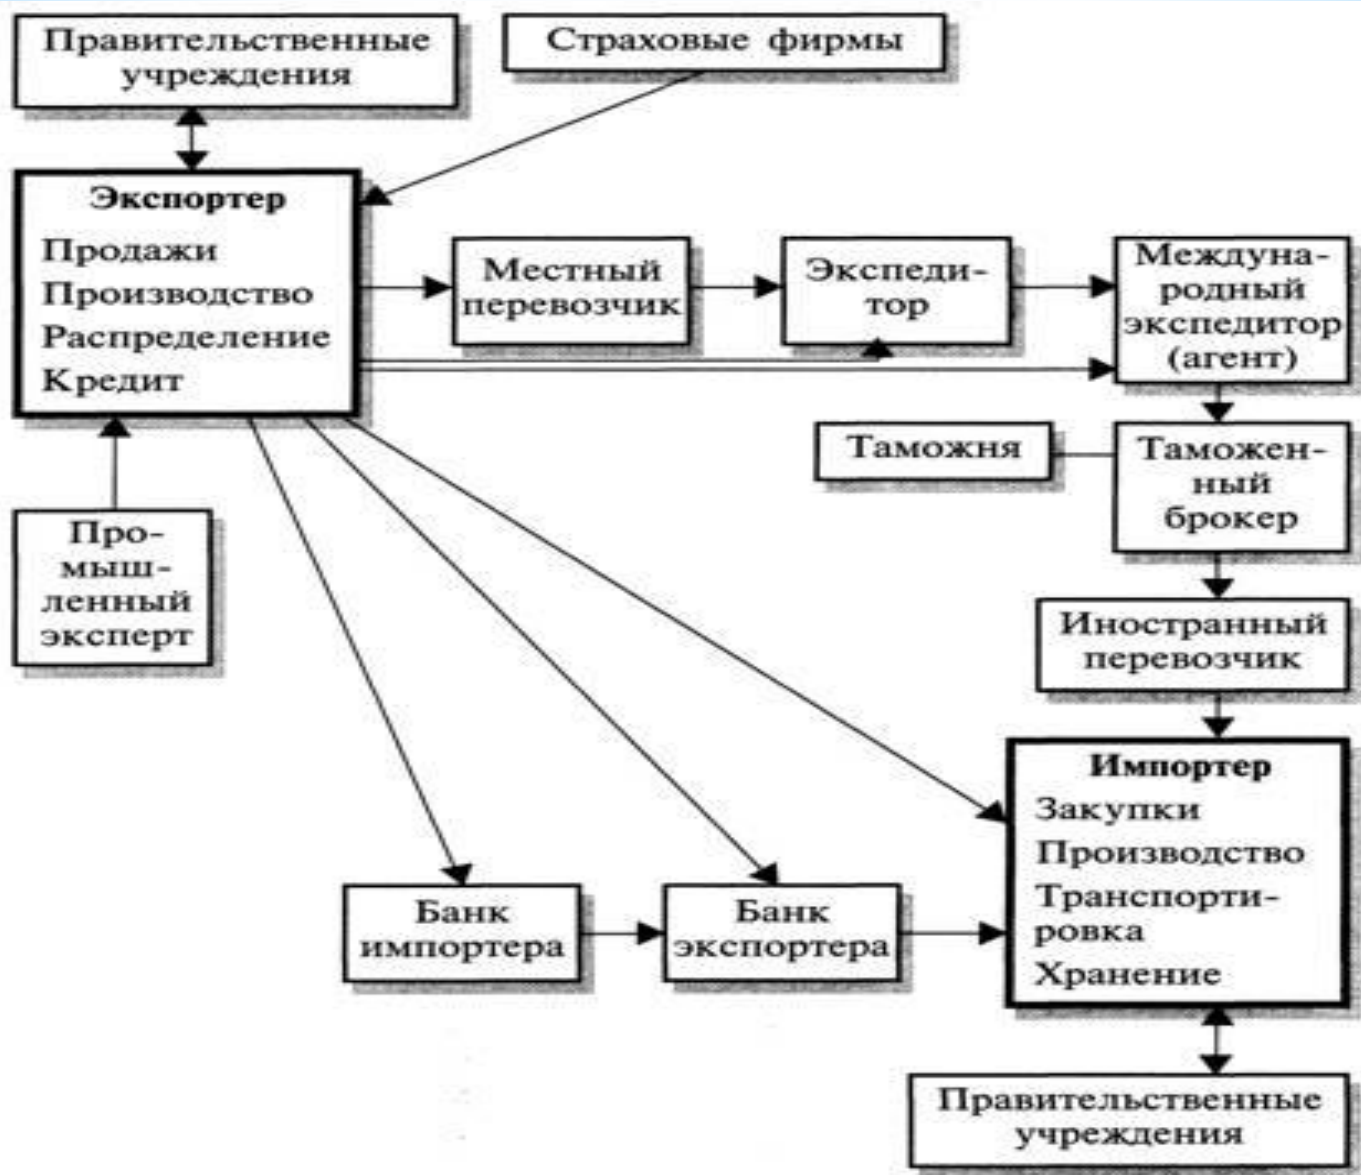 Правительственные
учреждения
Страховые фирмы
Экспортер
Продажи
Производство
Распределение
Кредит
Местный
перевозчик
Экспеди-
тор
Междуна-
родный
экспедитор
(агент)
Таможня
Таможен-
ный
брокер
Про-
мыш-
ленный
эксперт
Иностранный
перевозчик
Импортер
Закупки
Производство
Транспорти-
ровка
Хранение
Банк
импортера
Банк
экспортера
Правительственные
учреждения